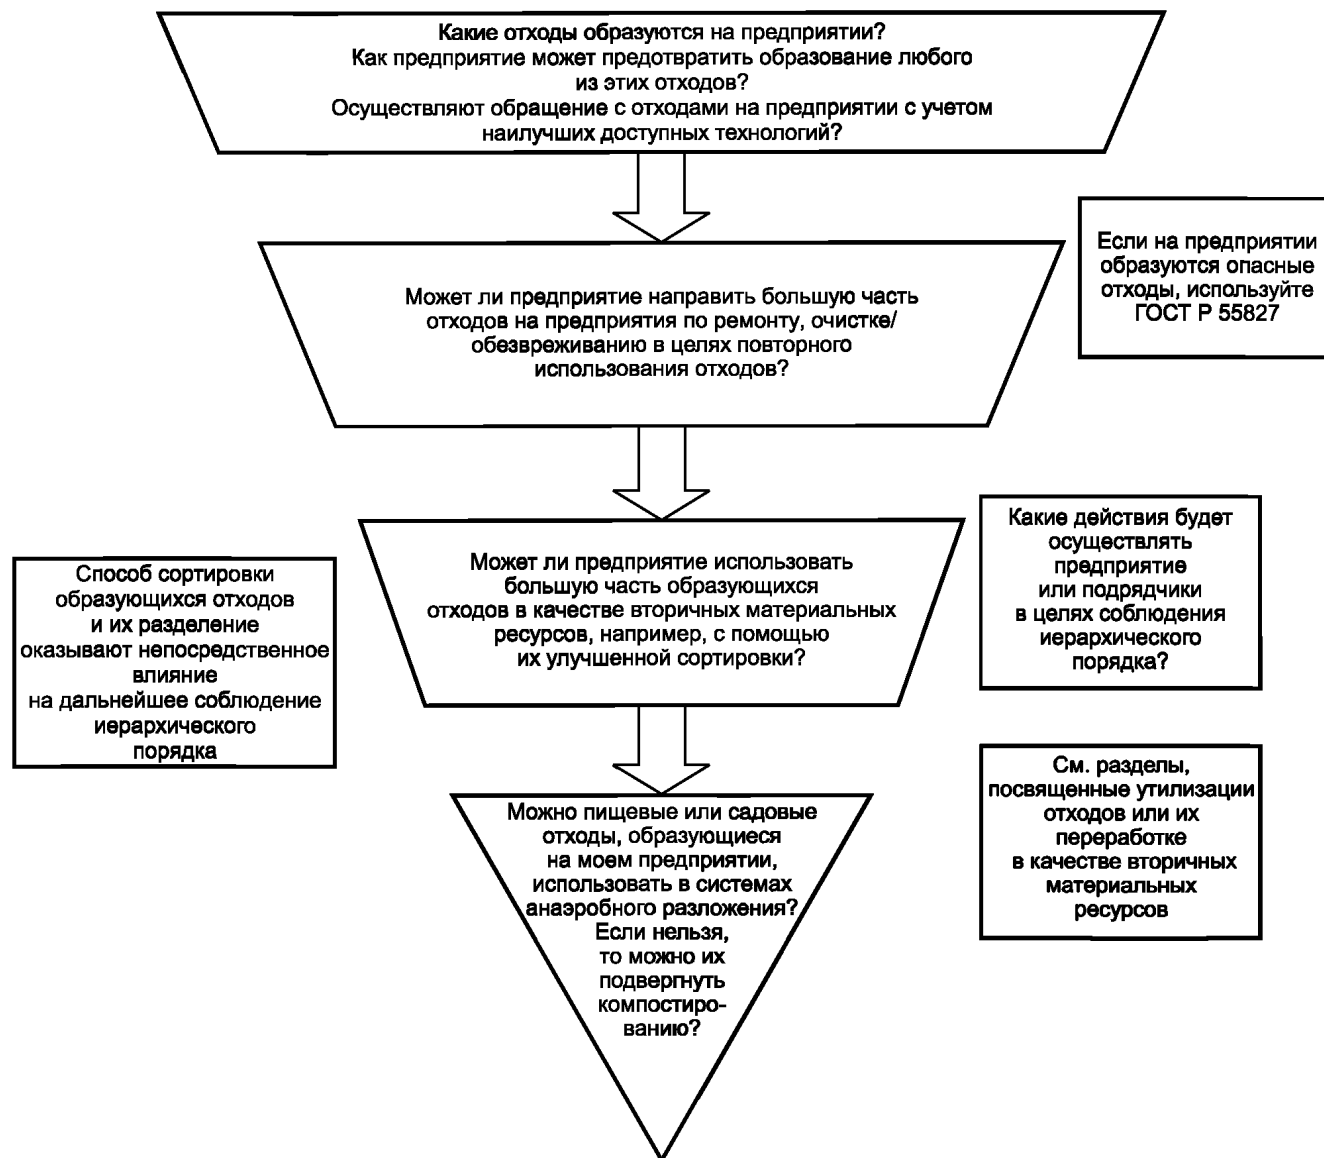 Какие отходы образуются на предприятии?
Как предприятие может предотвратить образование любого
из этих отходов?
Осуществляют обращение с отходами на предприятии с учетом
наилучших доступных технологий?
Если на предприятии
образуются опасные
отходы, используйте
ГОСТ Р 55827
Может ли предприятие направить большую часть
отходов на предприятия по ремонту, очистке/
обезвреживанию в целях повторного
использования отходов?
Какие действия будет
осуществлять
предприятие
или подрядчики
в целях соблюдения
иерархического
порядка?
Может ли предприятие использовать
большую часть образующихся
отходов в качестве вторичных материальных
ресурсов, например, с помощью
их улучшенной сортировки?
Способ сортировки
образующихся отходов
и их разделение
оказывают непосредственное
влияние
на дальнейшее соблюдение
иерархического
порядка
См. разделы,
посвященные утилизации
отходов или их
переработке
в качестве вторичных
материальных
ресурсов
Можно пищевые или садовые
отходы, образующиеся
на моем предприятии,
использовать в системах
анаэробного разложения?
Если нельзя,
то можно их
подвергнуть
компостиро-
ванию?